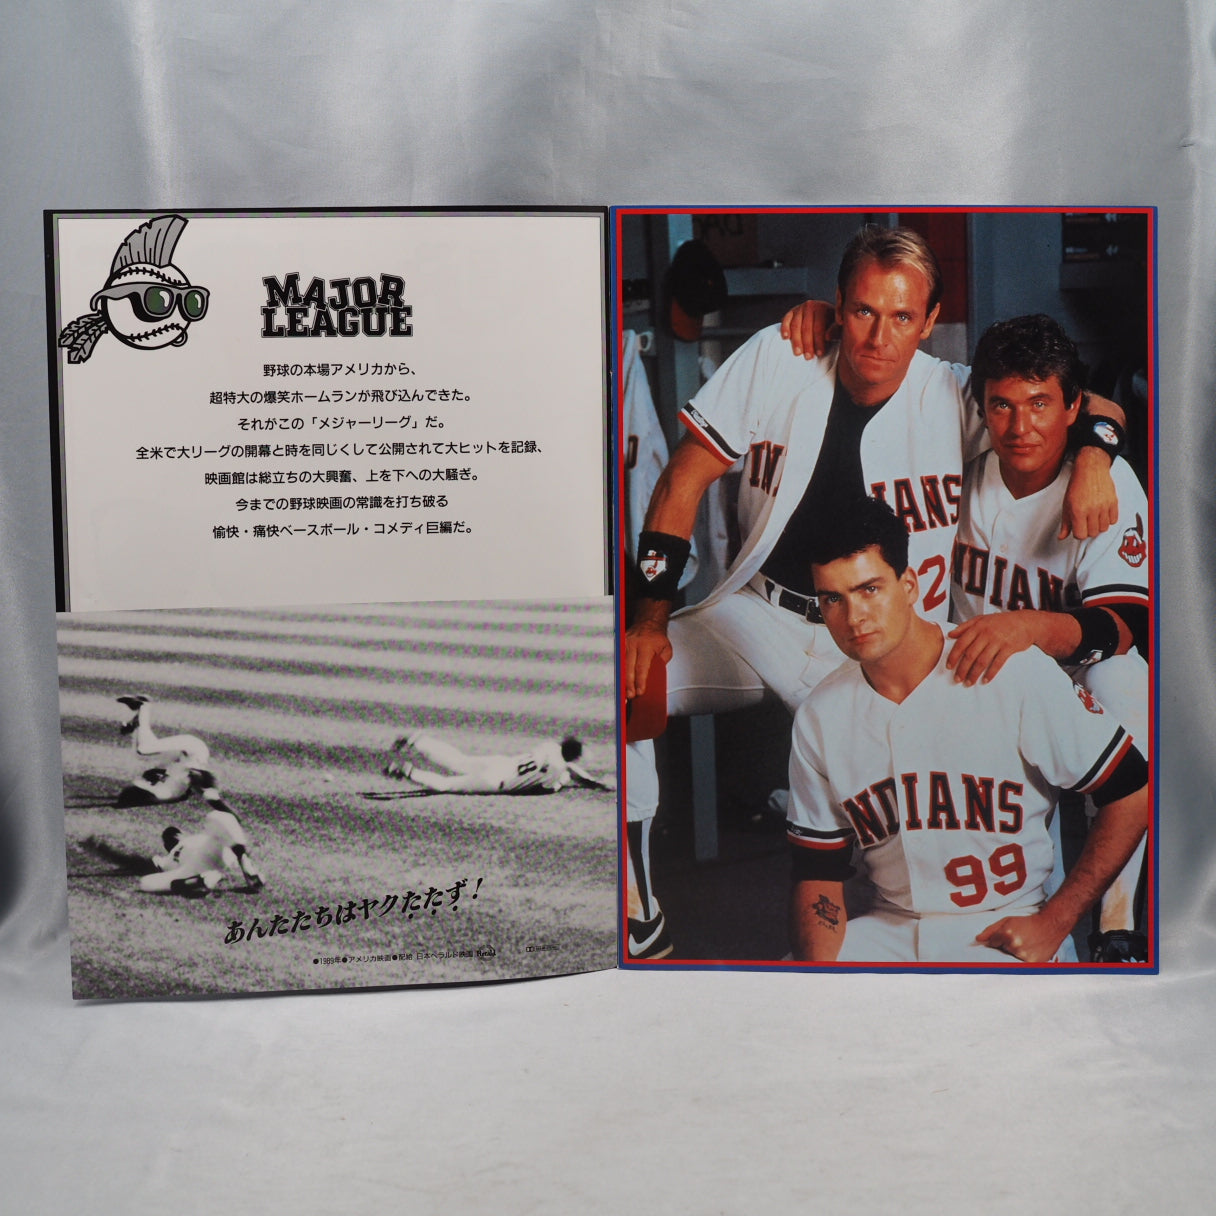 MAJOR
LEAGUE
野球の本場アメリカから、
超特大の爆笑ホームランが飛び込んできた。
それがこの「メジャーリーグ」だ。
全米で大リーグの開幕と時を同じくして公開されて大ヒットを記録、
映画館は総立ちの大興奮、上を下への大騒ぎ。
今までの野球映画の常識を打ち破る
愉快・痛快ベースボール・コメディ巨編だ。
あんたたちはヤクたたず！
●1989年●アメリカ映画●配給 日本ヘラルド映画 Herald
IANS
2
INDIANS
INDIANS
99